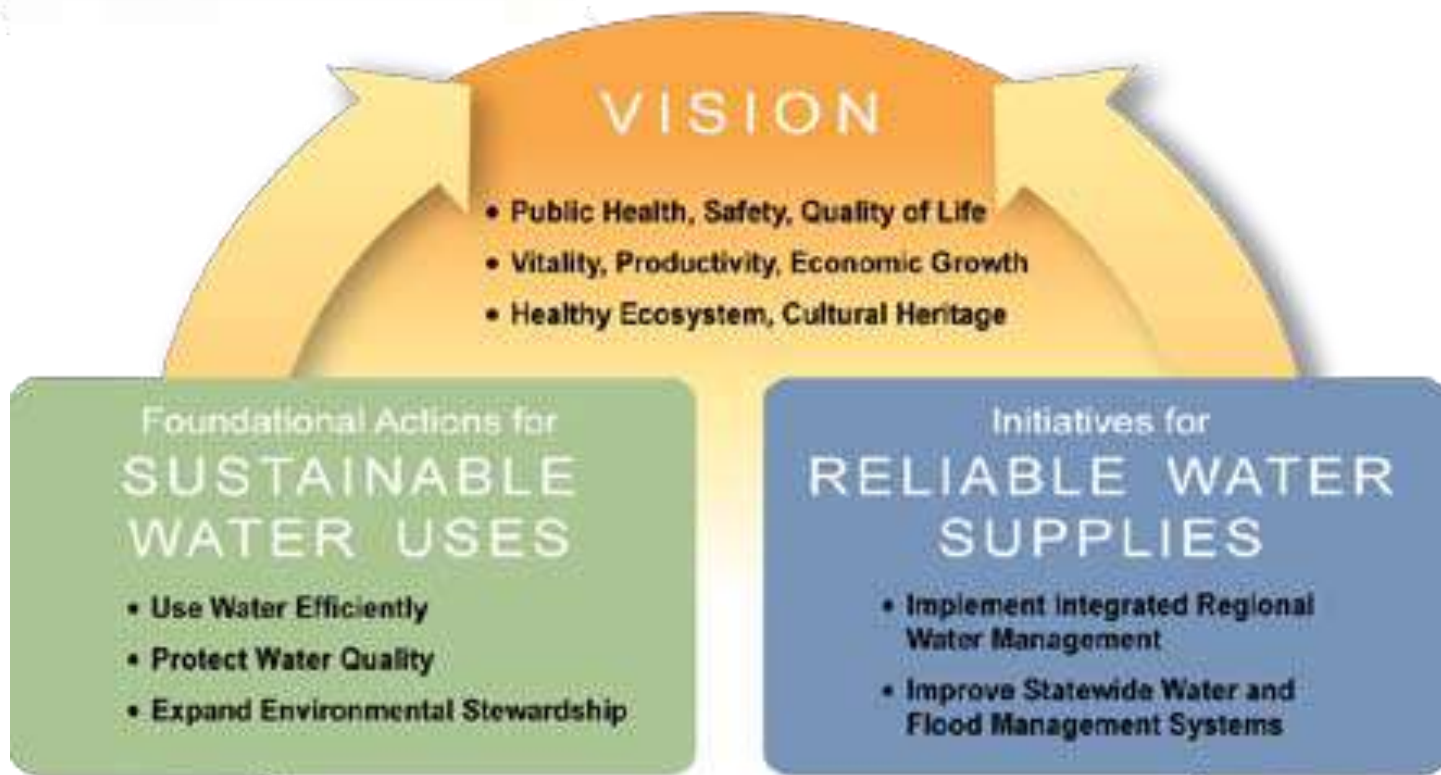 VISION
• Public Health, Safety, Quality of Life
• Vitality, Productivity, Economic Growth
• Healthy Ecosystem, Cultural Heritage
Foundational Actions for
SUSTAINABLE
WATER USES
• Use Water Efficiently
• Protect Water Quality
• Expand Environmental Stewardship
Initiatives for
RELIABLE WATER
SUPPLIES
• Implement Integrated Regional
Water Management
• Improve Statewide Water and
Flood Management Systems